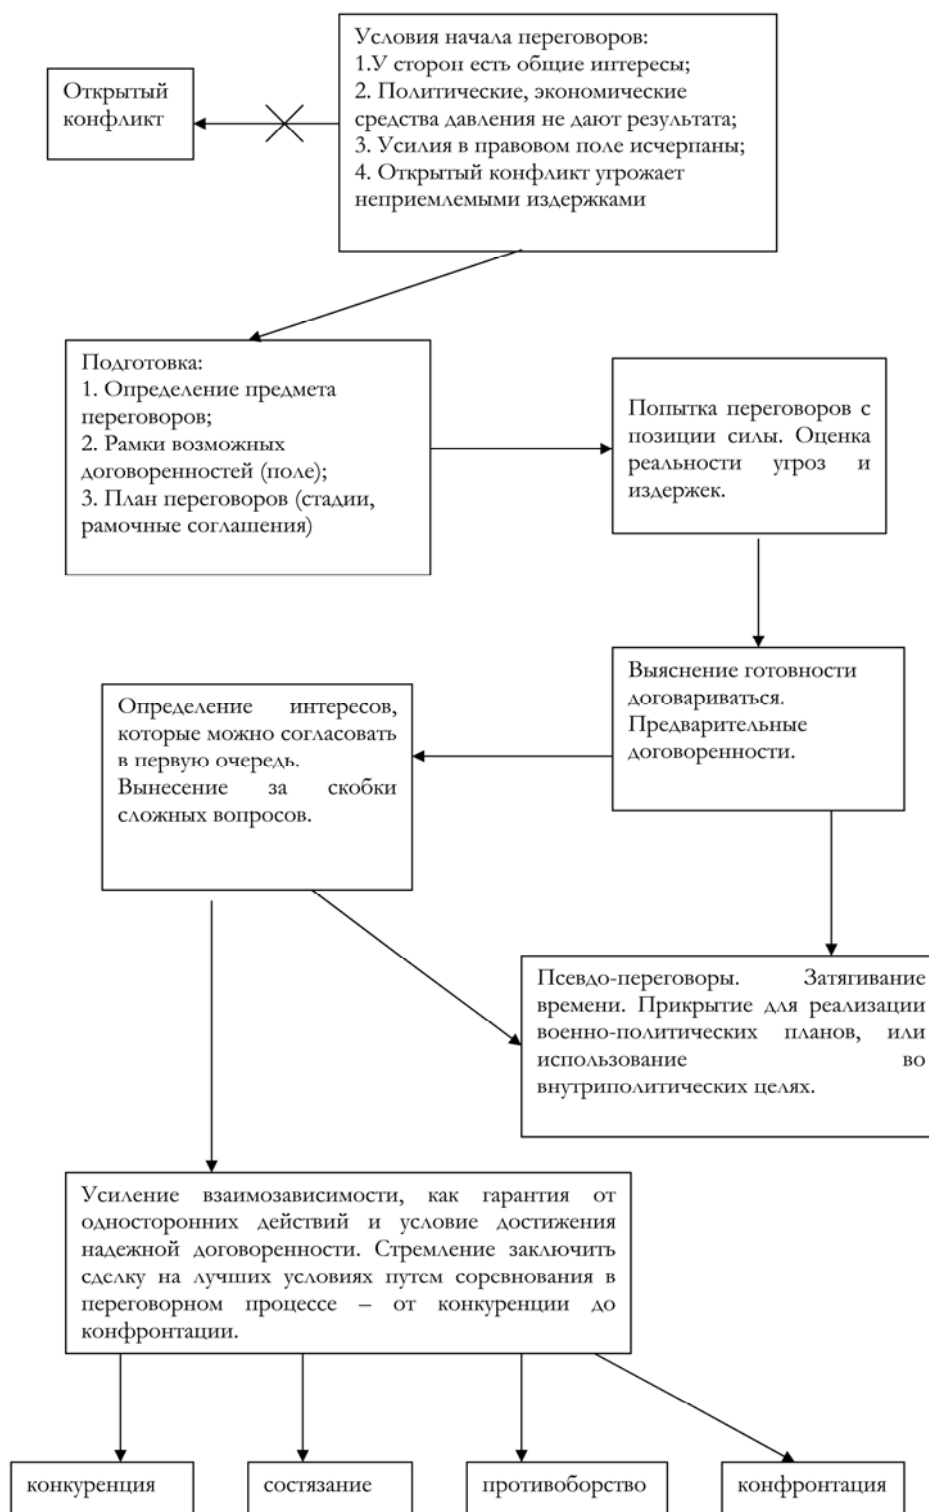 Условия начала переговоров:
1.У сторон есть общие интересы;
2. Политические, экономические
средства давления не дают результата;
3. Усилия в правовом поле исчерпаны;
4. Открытый конфликт угрожает
неприемлемыми издержками
Открытый
конфликт
Подготовка:
1. Определение предмета
переговоров;
2. Рамки возможных
договоренностей (поле);
3. План переговоров (стадии,
рамочные соглашения)
Попытка переговоров с
позиции силы. Оценка
реальности угроз и
издержек.
Выяснение готовности
договариваться.
Предварительные
договоренности.
Определение интересов,
которые можно согласовать
в первую очередь.
Вынесение за скобки
сложных вопросов.
Псевдо-переговоры. Затягивание
времени. Прикрытие для реализации
военно-политических планов, или
использование во
внутриполитических целях.
Усиление взаимозависимости, как гарантия от
односторонних действий и условие достижения
надежной договоренности. Стремление заключить
сделку на лучших условиях путем соревнования в
переговорном процессе – от конкуренции до
конфронтации.
конкуренция
состязание
противоборство
конфронтация